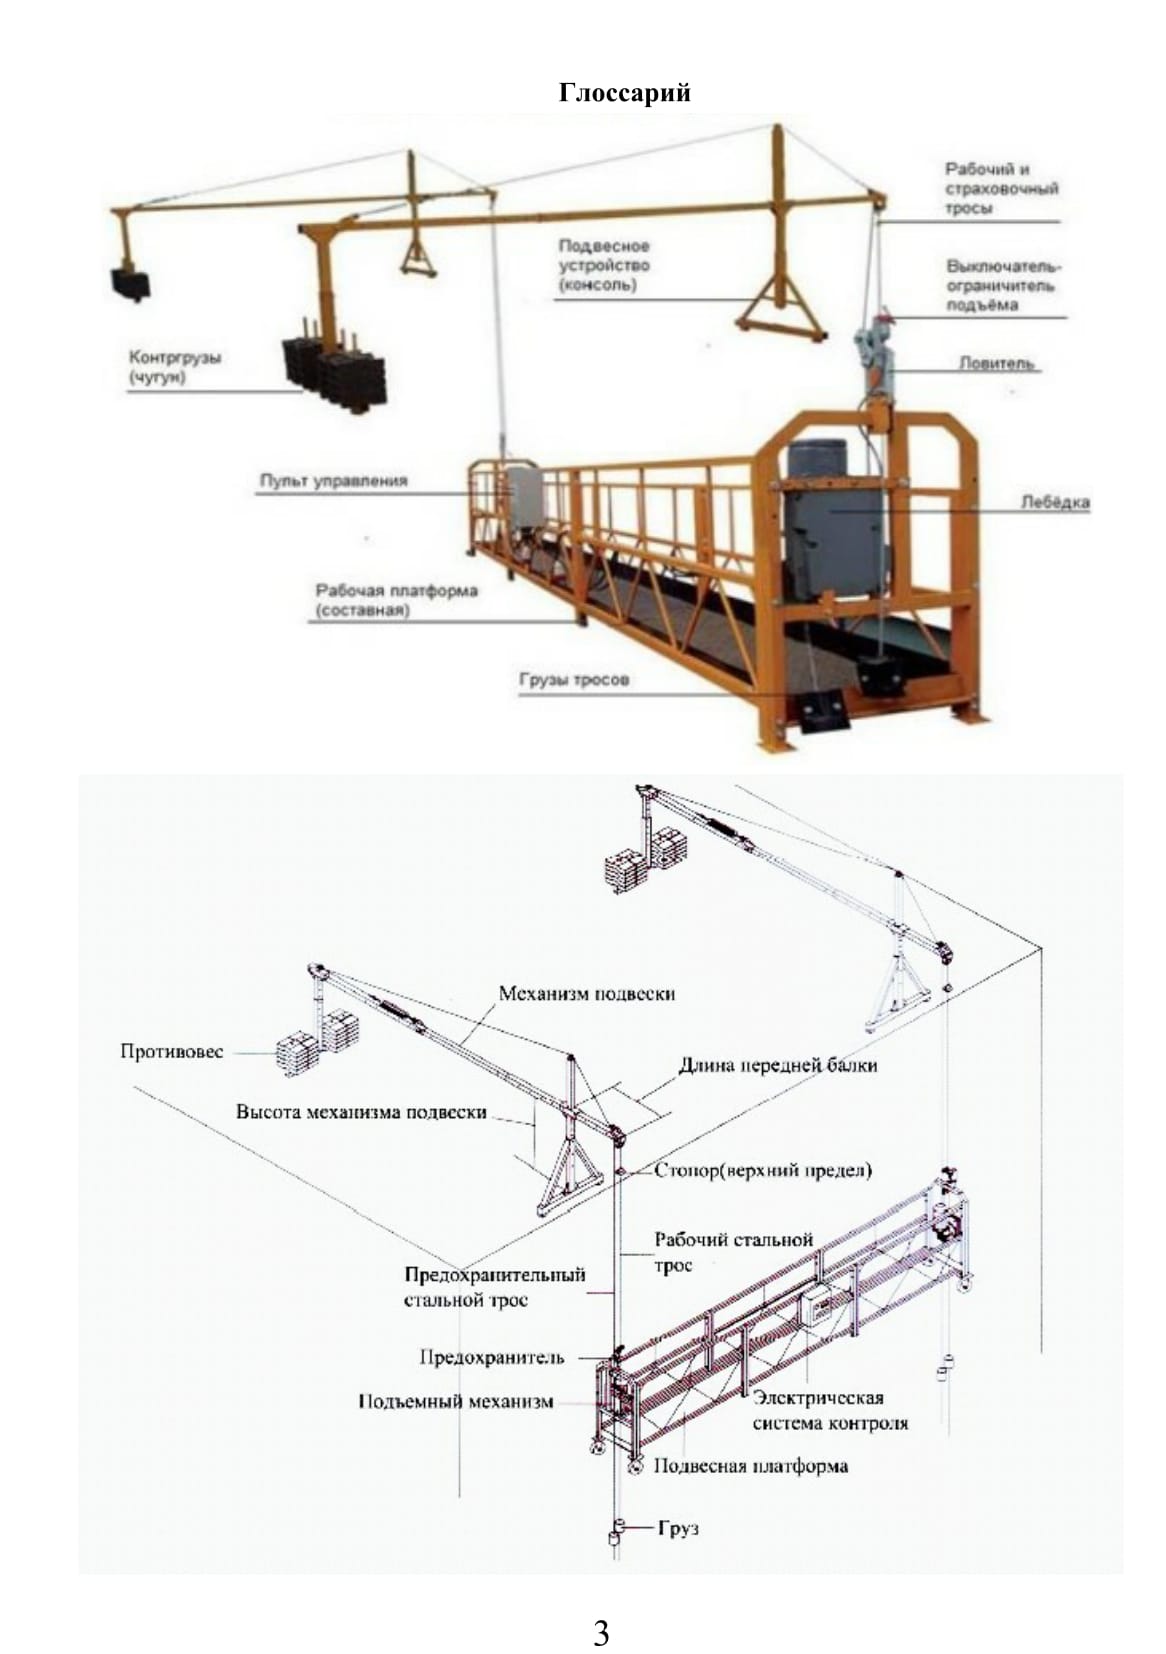 Глоссарий
Рабочий и
страховочный
тросы
Подвесное
устройство
(консоль)
Выключатель-
ограничитель
подъёма
Контргрузы
(чугун)
Ловитель
Пульт управления
Лебёдка
Рабочая платформа
(составная)
Грузы тросов
Механизм подвески
Противовес
Длина передней балки
Высота механизма подвески
Стопор(верхний предел)
Рабочий стальной
трос
Предохранительный
стальной трос
Предохранитель
Подъемный механизм
Электрическая
система контроля
Подвесная платформа
Груз
3